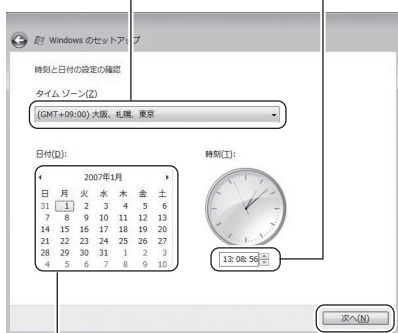 Windows のセットアップ
時刻と日付の設定の確認
タイム ゾーン(Z)
(GMT+09:00) 大阪、札幌、東京
日付(D):
2007年1月
日 月 火 水 木 金 土
31 1 2 3 4 5 6
7 8 9 10 11 12 13
14 15 16 17 18 19 20
21 22 23 24 25 26 27
28 29 30 31 1 2 3
4 5 6 7 8 9 10
時刻(T):
13:08:56
次へ(N)